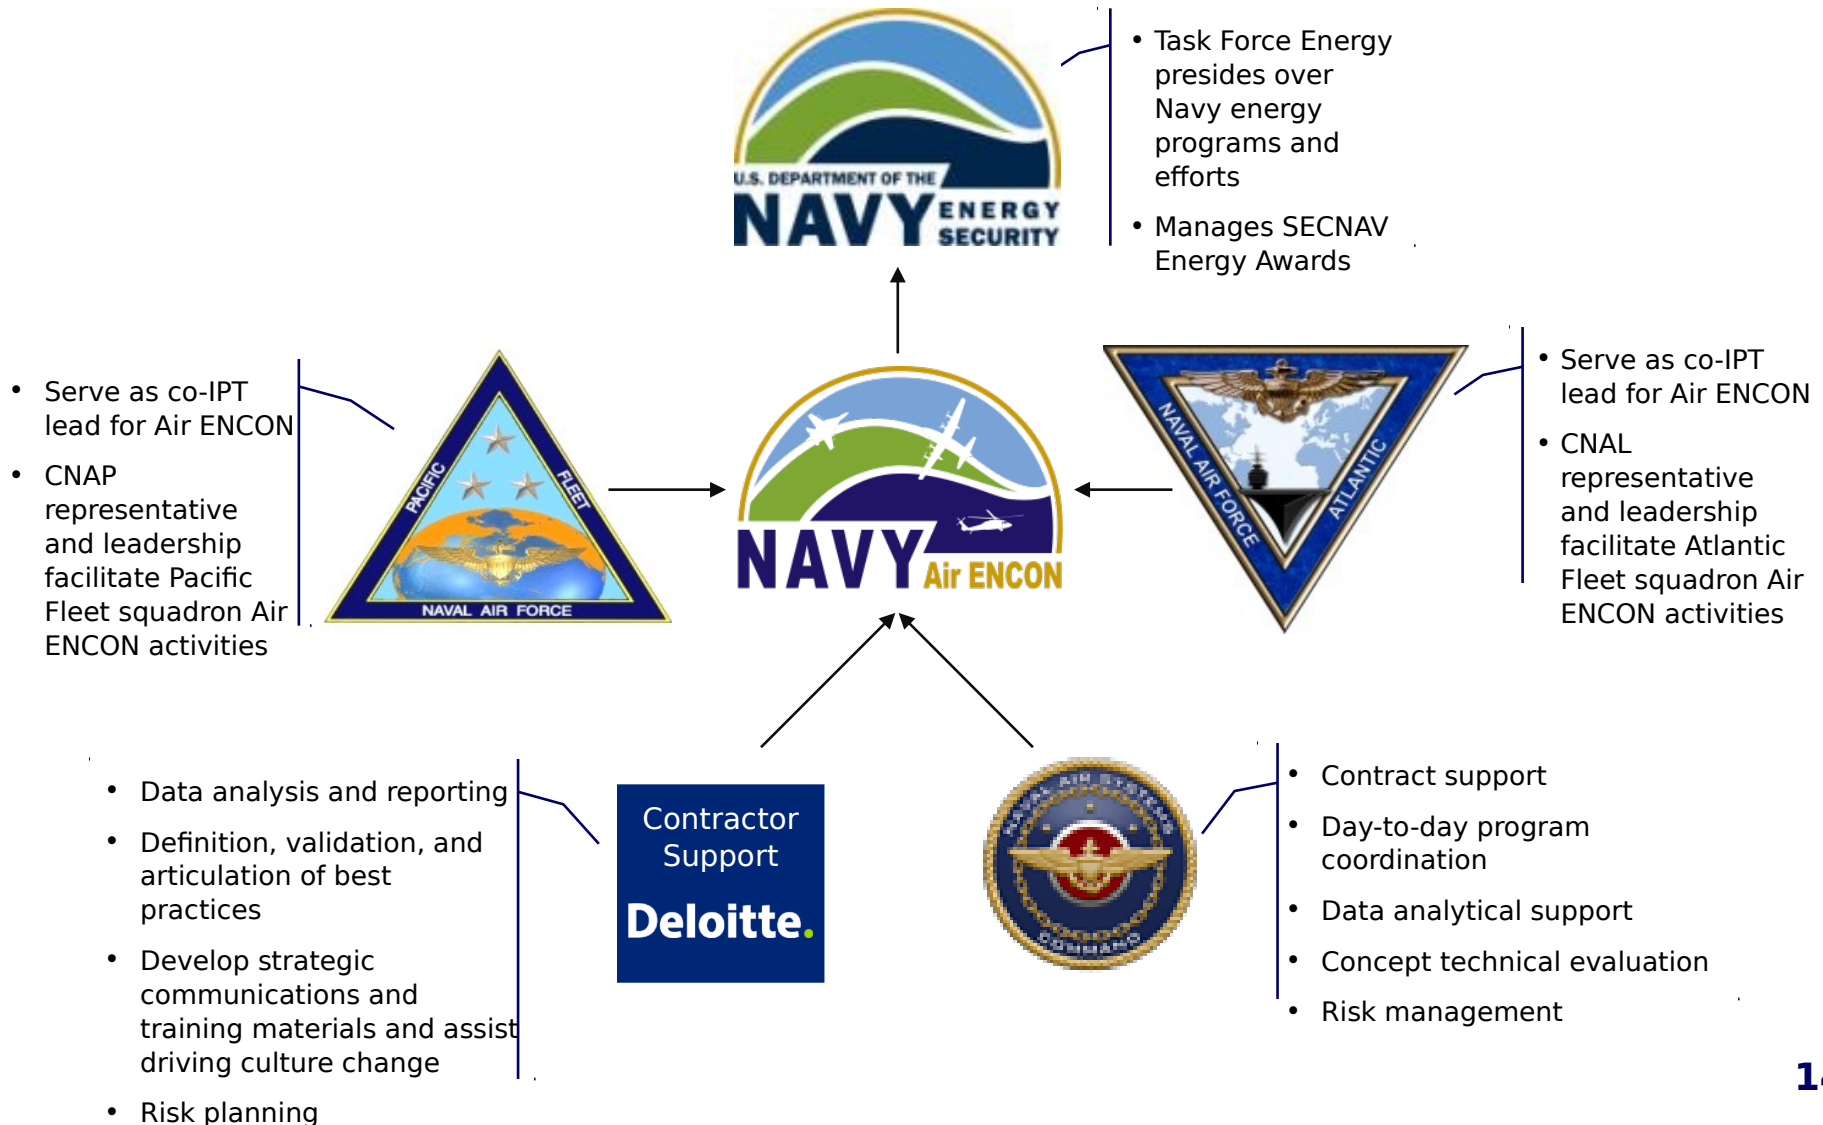 U.S. DEPARTMENT OF THE
NAVY ENERGY
SECURITY
• Task Force Energy
presides over
Navy energy
programs and
efforts
• Manages SECNAV
Energy Awards
• Serve as co-IPT
lead for Air ENCON
• CNAP
representative
and leadership
facilitate Pacific
Fleet squadron Air
ENCON activities
PACIFIC
FLEET
NAVAL AIR FORCE
NAVY Air ENCON
NAVAL AIR FORCE
ATLANTIC
• Serve as co-IPT
lead for Air ENCON
• CNAL
representative
and leadership
facilitate Atlantic
Fleet squadron Air
ENCON activities
• Data analysis and reporting
• Definition, validation, and
articulation of best
practices
• Develop strategic
communications and
training materials and assist
driving culture change
• Risk planning
Contractor
Support
Deloitte.
NAVAL AIR SYSTEMS
COMMAND
• Contract support
• Day-to-day program
coordination
• Data analytical support
• Concept technical evaluation
• Risk management